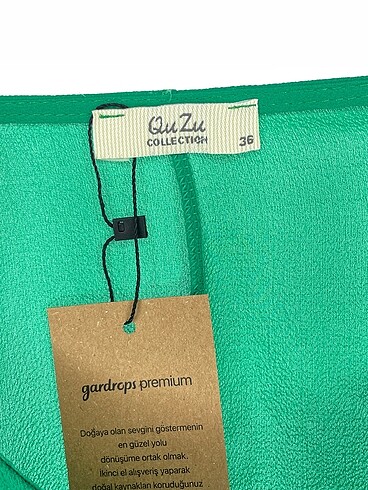 QuZu
COLLECTION 36
gardrops premium
Doğaya olan sevgini göstermenin
en güzel yolu
dönüşüme ortak olmak.
İkinci el alışveriş yaparak
doğal kaynakları koruduğunuz